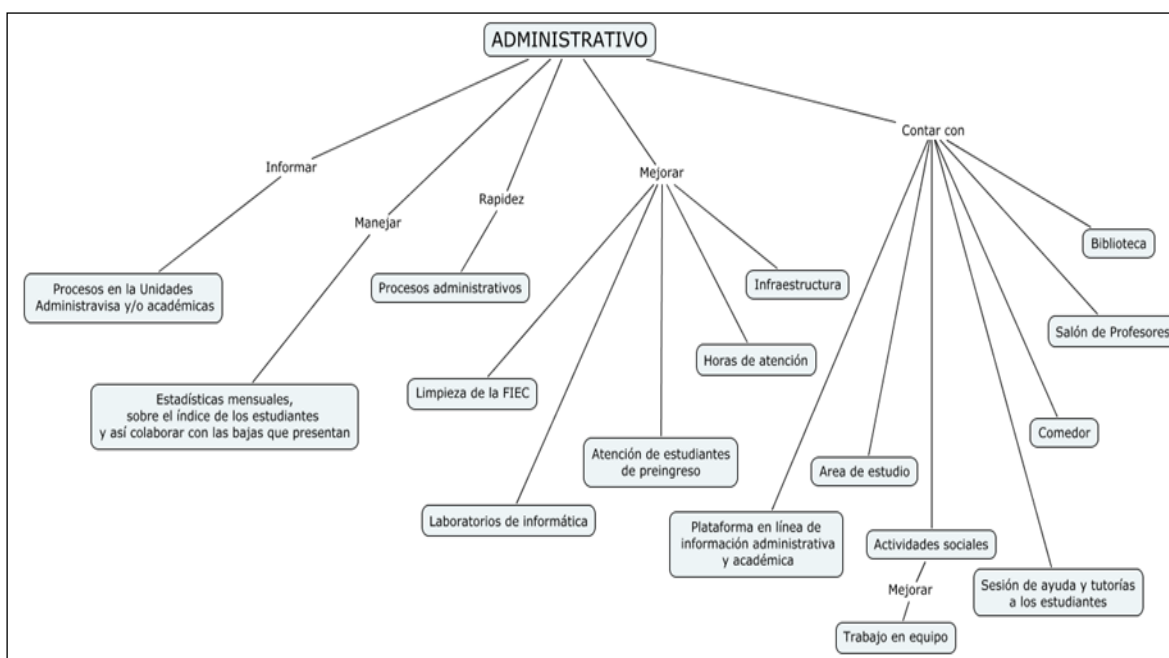 ADMINISTRATIVO
Informar
Procesos en la Unidades
Administravisa y/o académicas
Manejar
Estadísticas mensuales,
sobre el índice de los estudiantes
y así colaborar con las bajas que presentan
Rapidez
Procesos administrativos
Mejorar
Limpieza de la FIEC
Laboratorios de informática
Atención de estudiantes
de preingreso
Horas de atención
Infraestructura
Contar con
Plataforma en línea de
información administrativa
y académica
Area de estudio
Actividades sociales
Mejorar
Trabajo en equipo
Sesión de ayuda y tutorías
a los estudiantes
Comedor
Salón de Profesores
Biblioteca